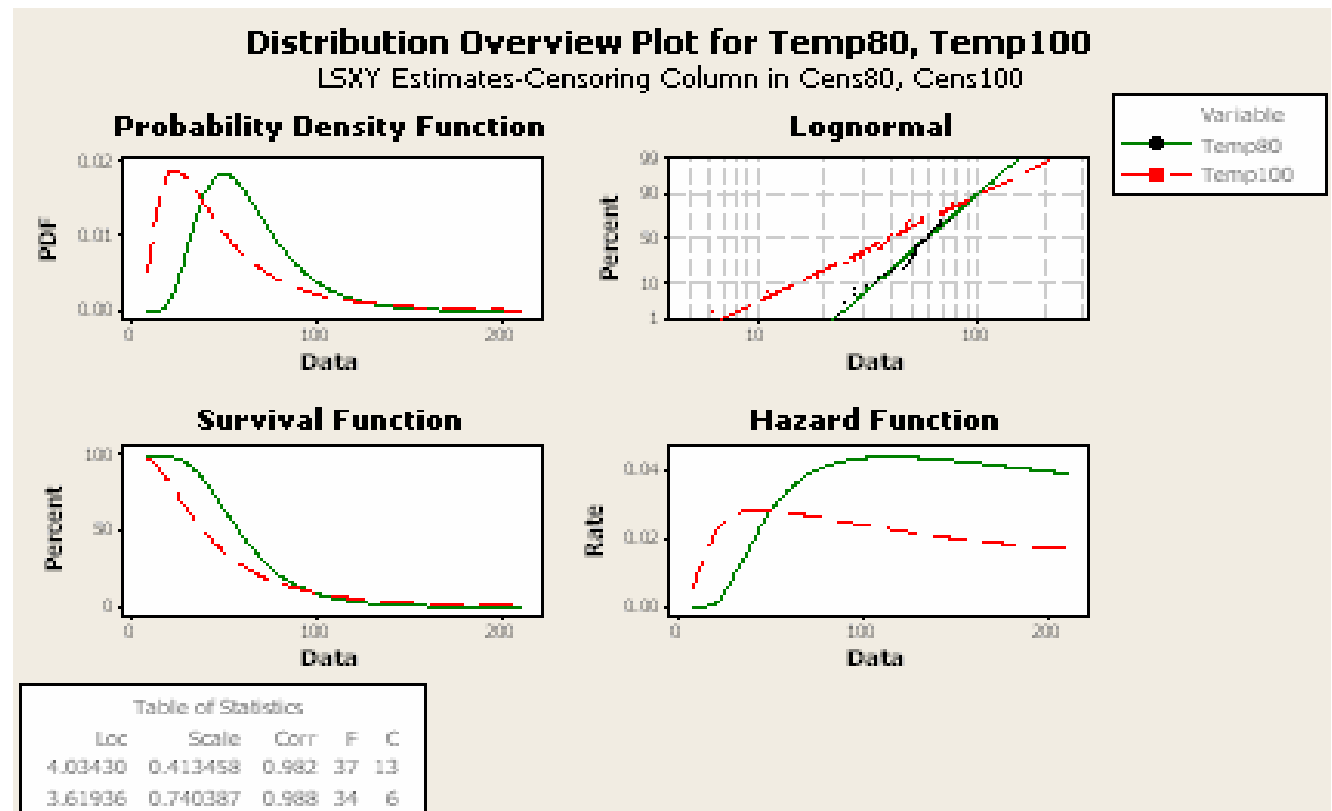 Distribution Overview Plot for Temp80, Temp100
LSXY Estimates-Censoring Column in Cens80, Cens100
Probability Density Function
0.02
0.01
0.00
PDF
0
100
200
Data
Lognormal
99
90
50
10
1
Percent
10
100
Data
Variable
Temp80
Temp100
Survival Function
100
50
0
Percent
0
100
200
Data
Hazard Function
0.04
0.02
0.00
Rate
0
100
200
Data
Table of Statistics
Loc Scale Corr F C
4.03430 0.413458 0.982 37 13
3.61936 0.740387 0.988 34 6